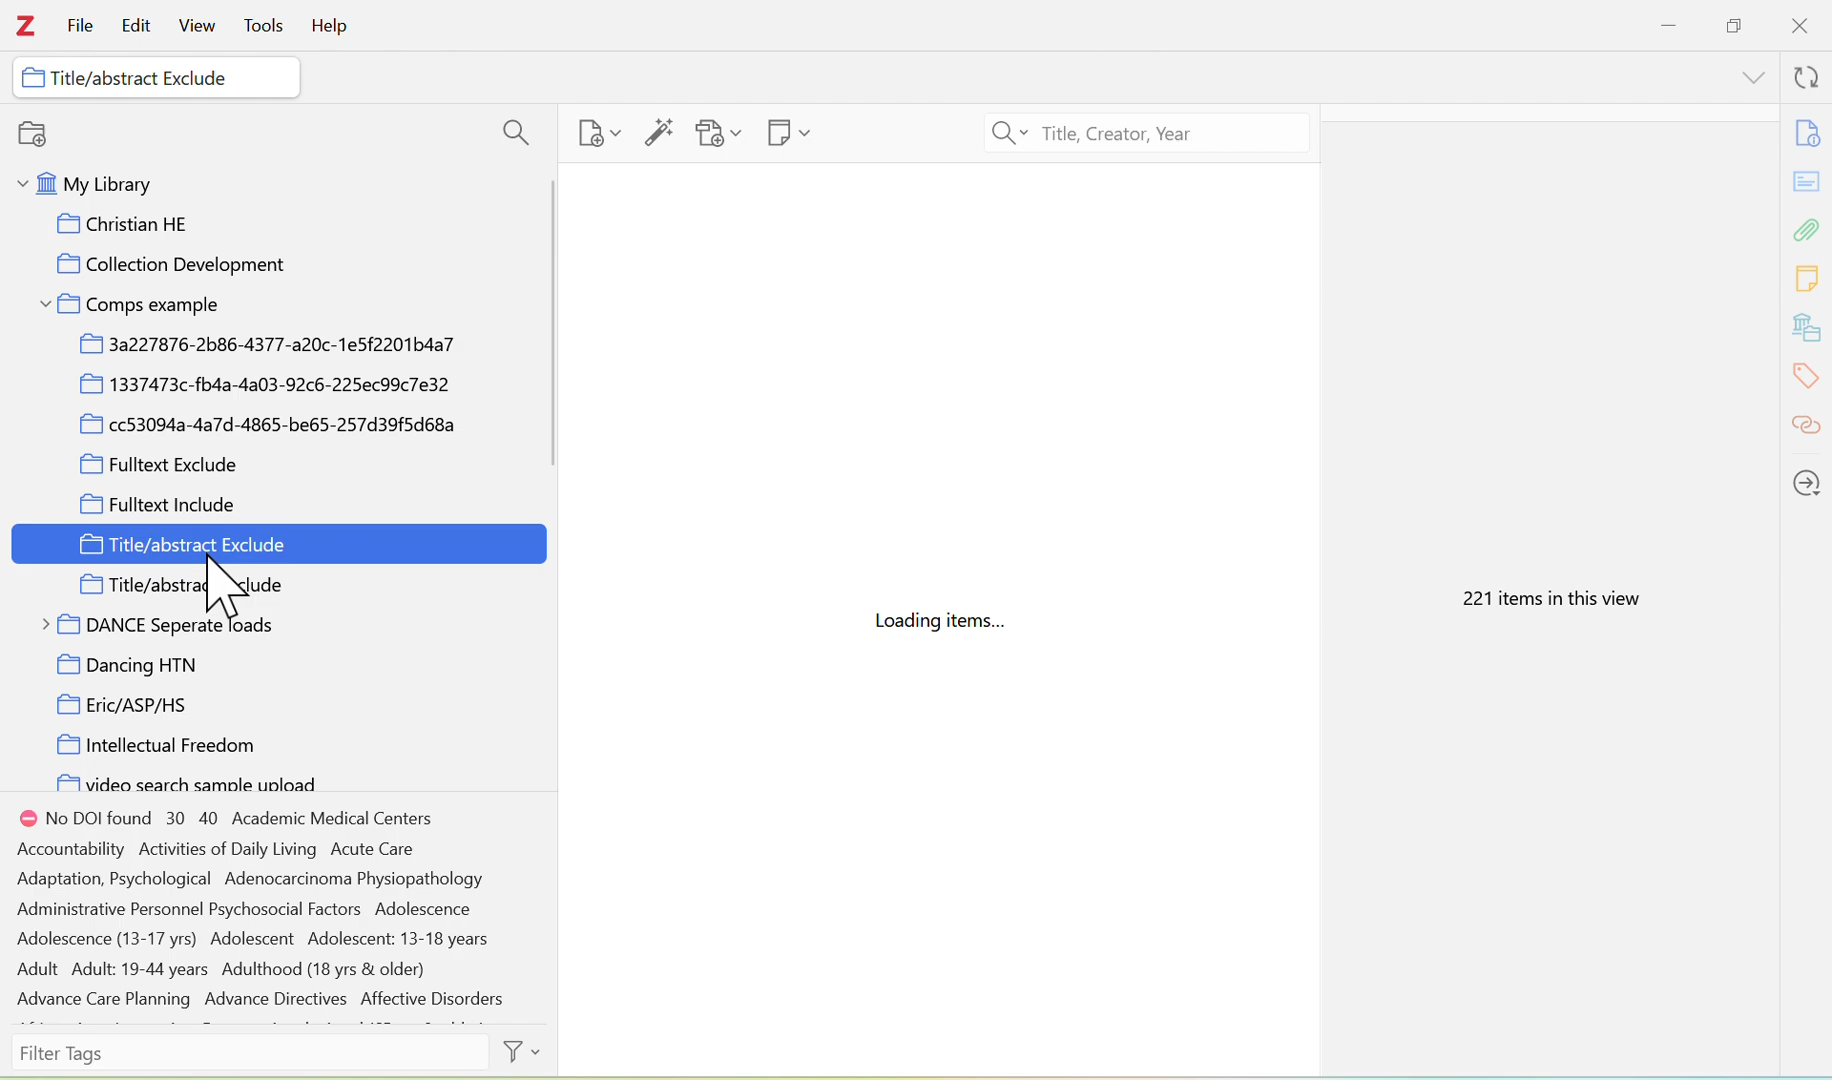 Z File Edit View Tools Help
Title/abstract Exclude
Title, Creator, Year
My Library
Christian HE
Collection Development
Comps example
3a227876-2b86-4377-a20c-1e5f2201b4a7
1337473c-fb4a-4a03-92c6-225ec99c7e32
cc53094a-4a7d-4865-be65-257d39f5d68a
Fulltext Exclude
Fulltext Include
Title/abstract Exclude
DANCE Seperate loads
Dancing HTN
Eric/ASP/HS
Intellectual Freedom
video search sample upload
No DOI found 30 40 Academic Medical Centers
Accountability Activities of Daily Living Acute Care
Adaptation, Psychological Adenocarcinoma Physiopathology
Administrative Personnel Psychosocial Factors Adolescence
Adolescence (13-17 yrs) Adolescent Adolescent: 13-18 years
Adult Adult: 19-44 years Adulthood (18 yrs & older)
Advance Care Planning Advance Directives Affective Disorders
Filter Tags
Loading items...
221 items in this view